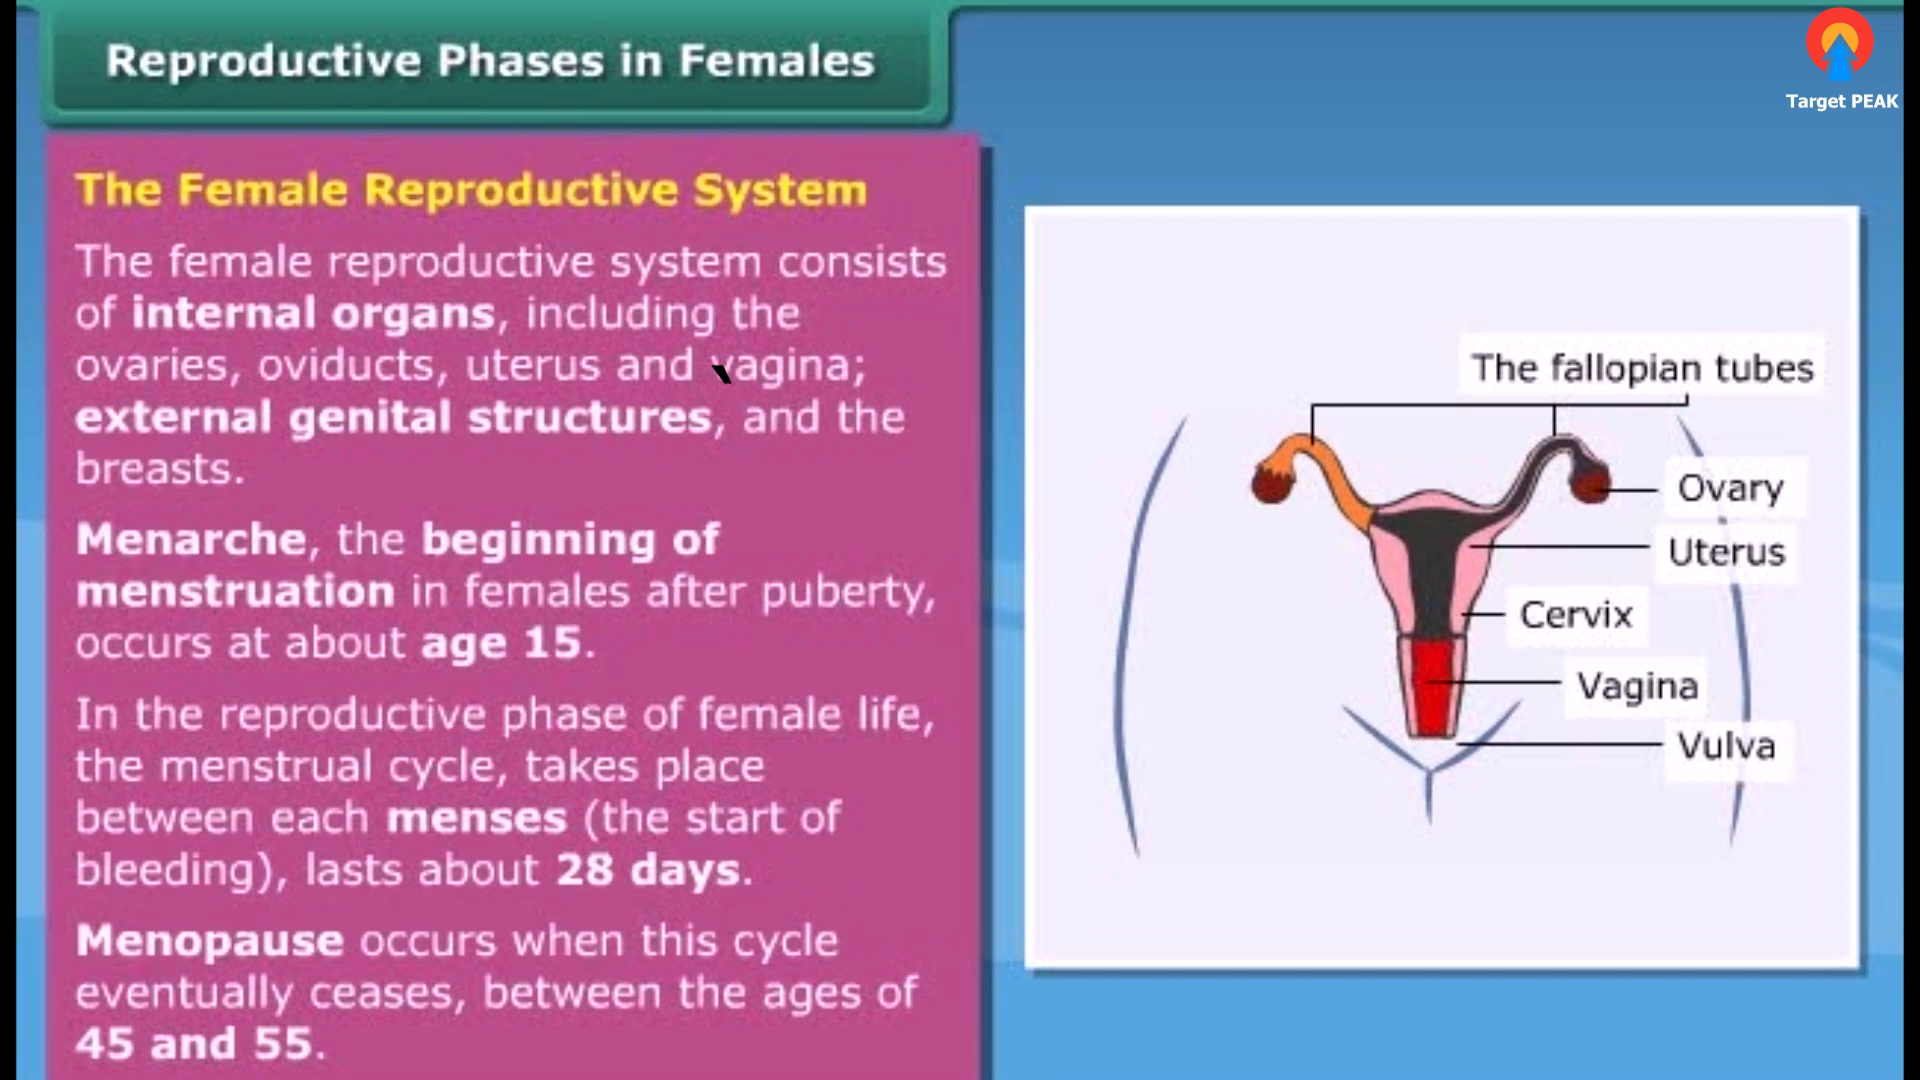 Reproductive Phases in Females
Target PEAK
The Female Reproductive System
The female reproductive system consists
of internal organs, including the
ovaries, oviducts, uterus and vagina;
external genital structures, and the
breasts.
Menarche, the beginning of
menstruation in females after puberty,
occurs at about age 15.
In the reproductive phase of female life,
the menstrual cycle, takes place
between each menses (the start of
bleeding), lasts about 28 days.
Menopause occurs when this cycle
eventually ceases, between the ages of
45 and 55.
The fallopian tubes
Ovary
Uterus
Cervix
Vagina
Vulva